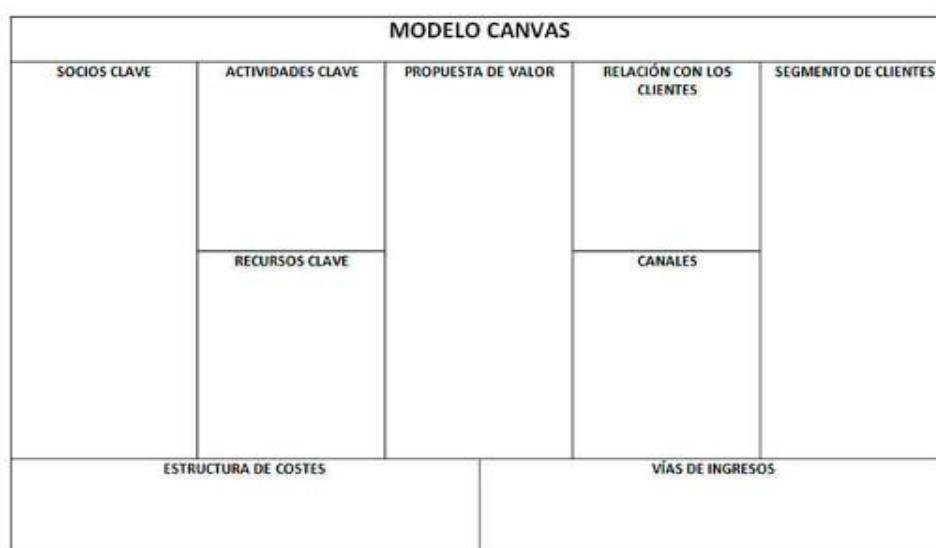 MODELO CANVAS
SOCIOS CLAVE
ACTIVIDADES CLAVE
PROPUESTA DE VALOR
RELACIÓN CON LOS
CLIENTES
SEGMENTO DE CLIENTES
RECURSOS CLAVE
CANALES
ESTRUCTURA DE COSTES
VÍAS DE INGRESOS